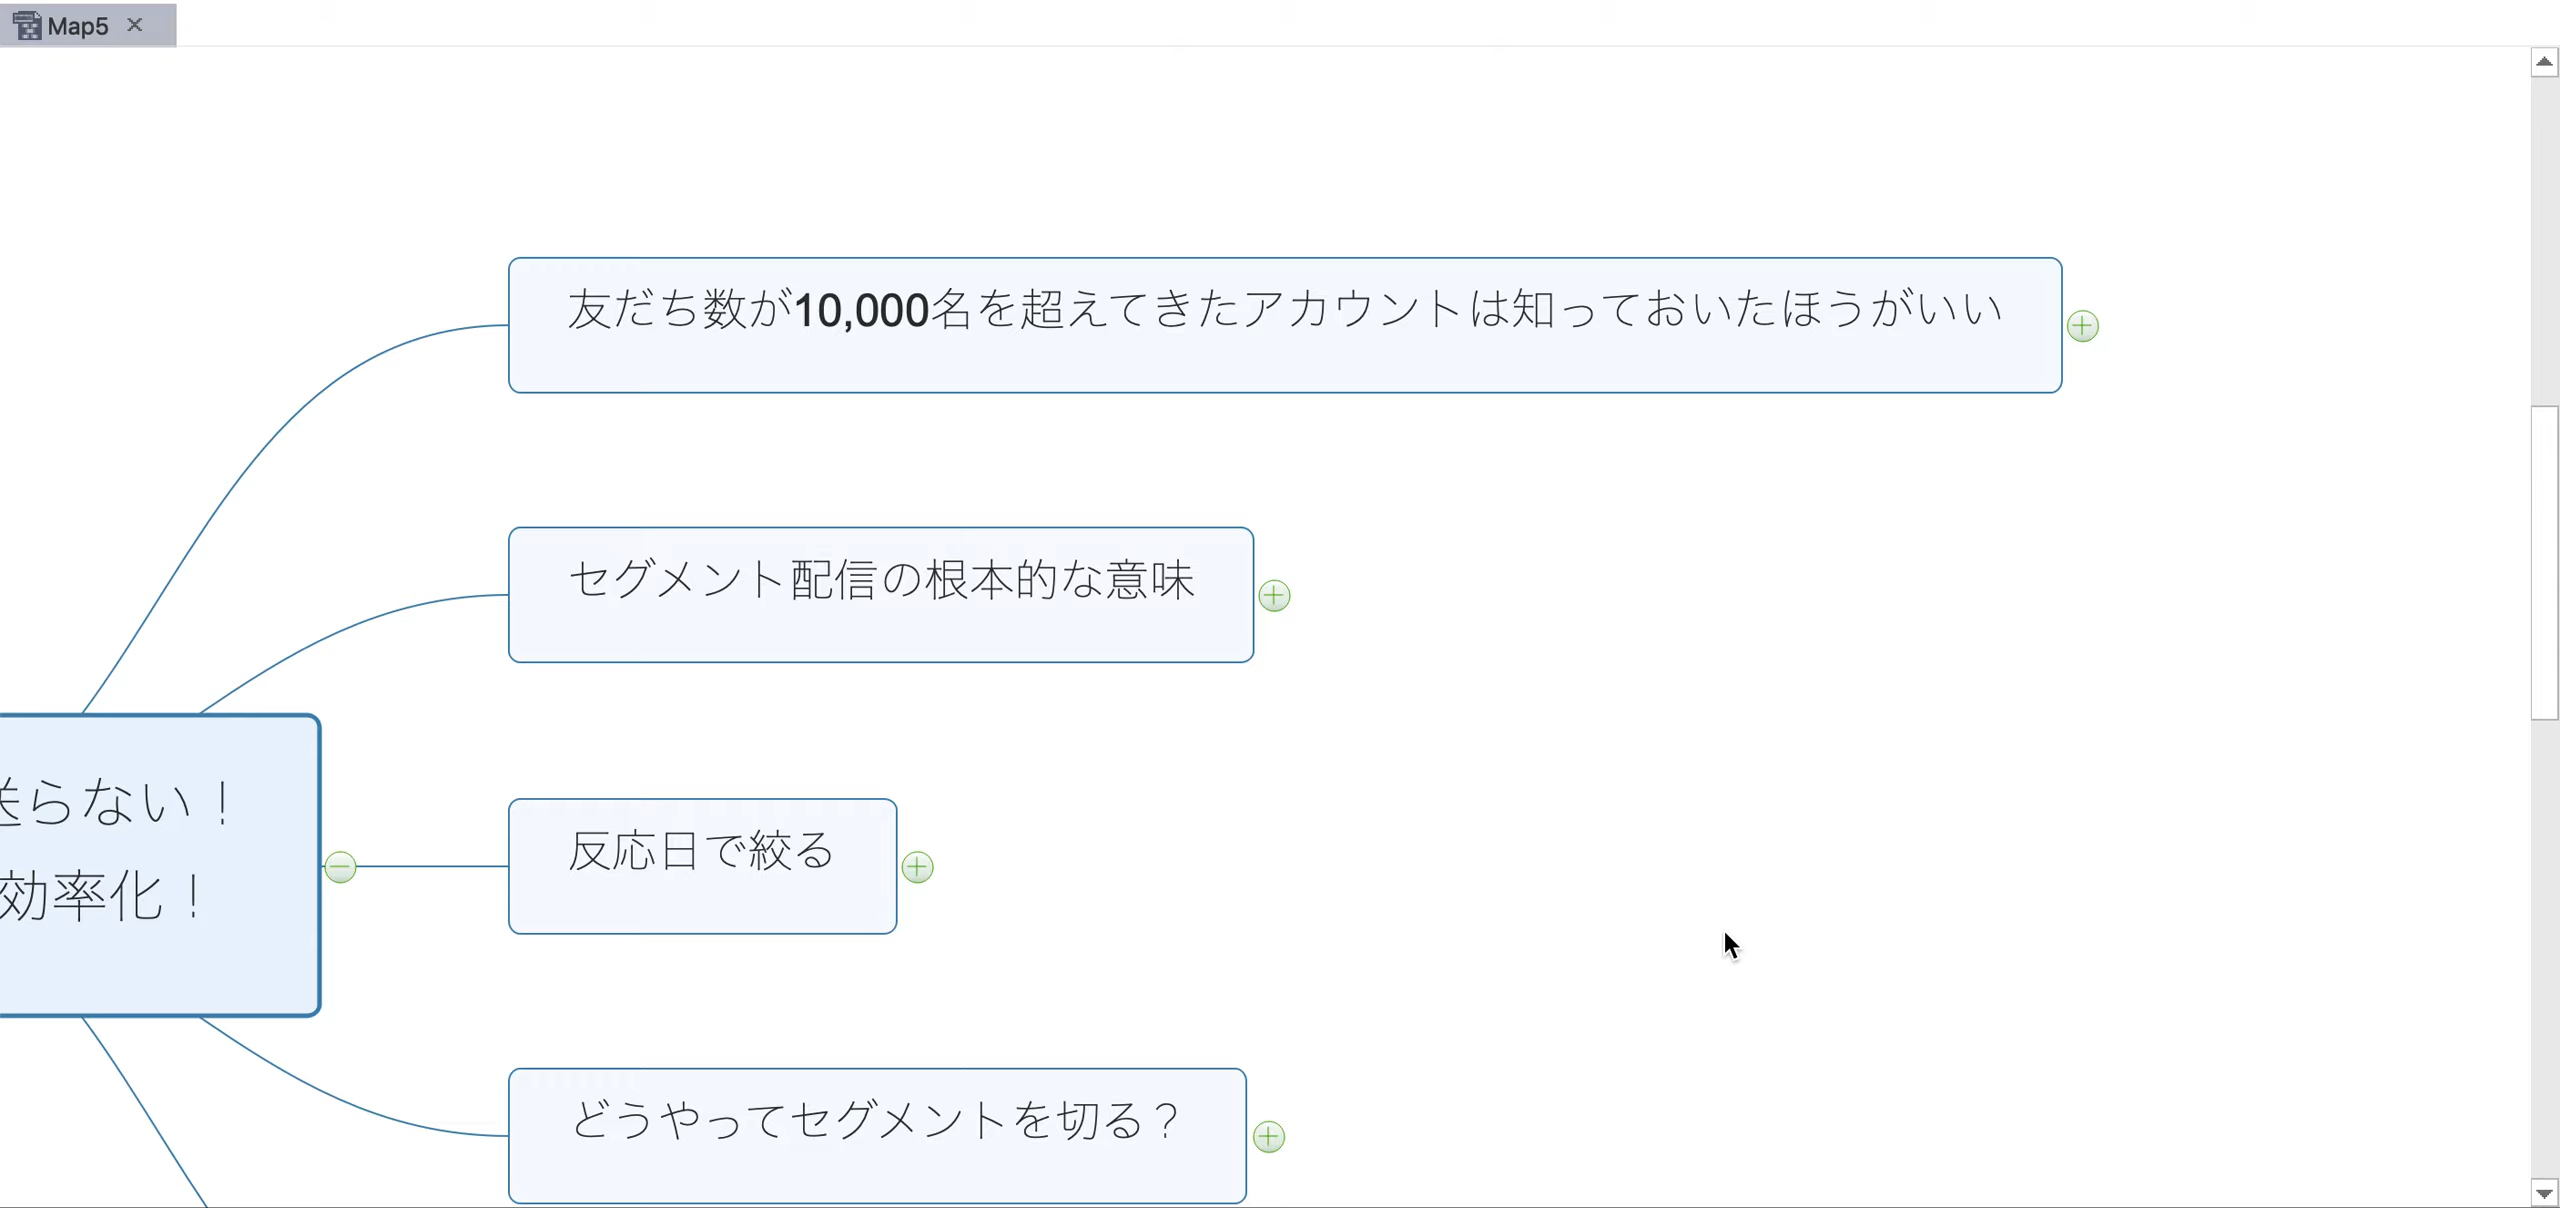 Map5
友だち数が10,000名を超えてきたアカウントは知っておいたほうがいい
セグメント配信の根本的な意味
送らない！
効率化！
反応日で絞る
どうやってセグメントを切る？